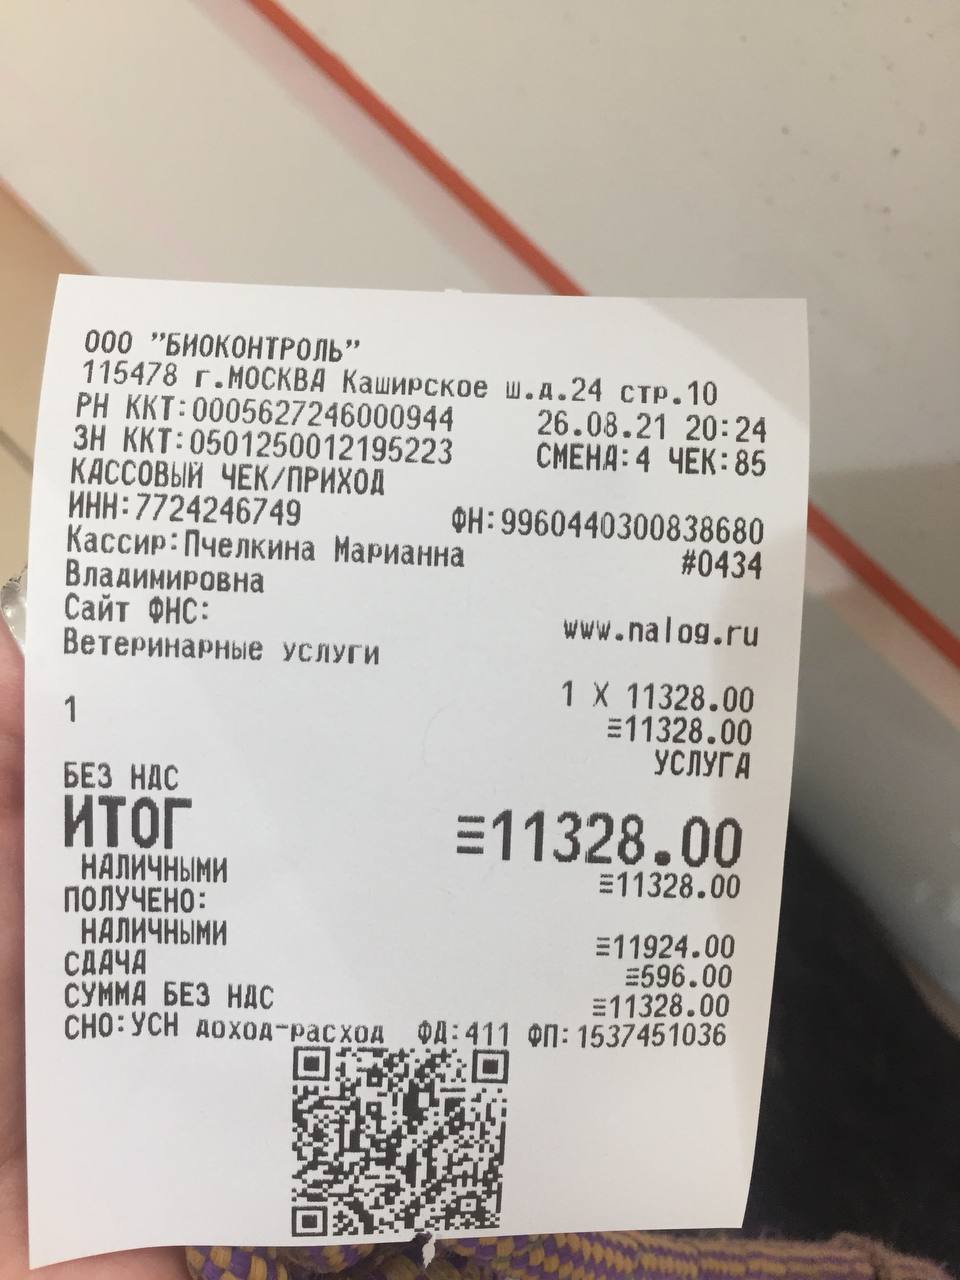 ООО "БИОКОНТРОЛЬ"
115478 г.МОСКВА Каширское ш.д.24 стр.10
РН ККТ:0005627246000944 26.08.21 20:24
ЗН ККТ:0501250012195223 СМЕНА:4 ЧЕК:85
КАССОВЫЙ ЧЕК/ПРИХОД
ИНН:7724246749 ФН:9960440300838680
Кассир:Пчелкина Марианна #0434
Владимировна
Сайт ФНС: www.nalog.ru
Ветеринарные услуги
1 X 11328.00
1 ≡11328.00
УСЛУГА
БЕЗ НДС
ИТОГ ≡11328.00
НАЛИЧНЫМИ ≡11328.00
ПОЛУЧЕНО:
НАЛИЧНЫМИ ≡11924.00
СДАЧА ≡596.00
СУММА БЕЗ НДС ≡11328.00
СНО:УСН доход-расход ФД:411 ФП:1537451036